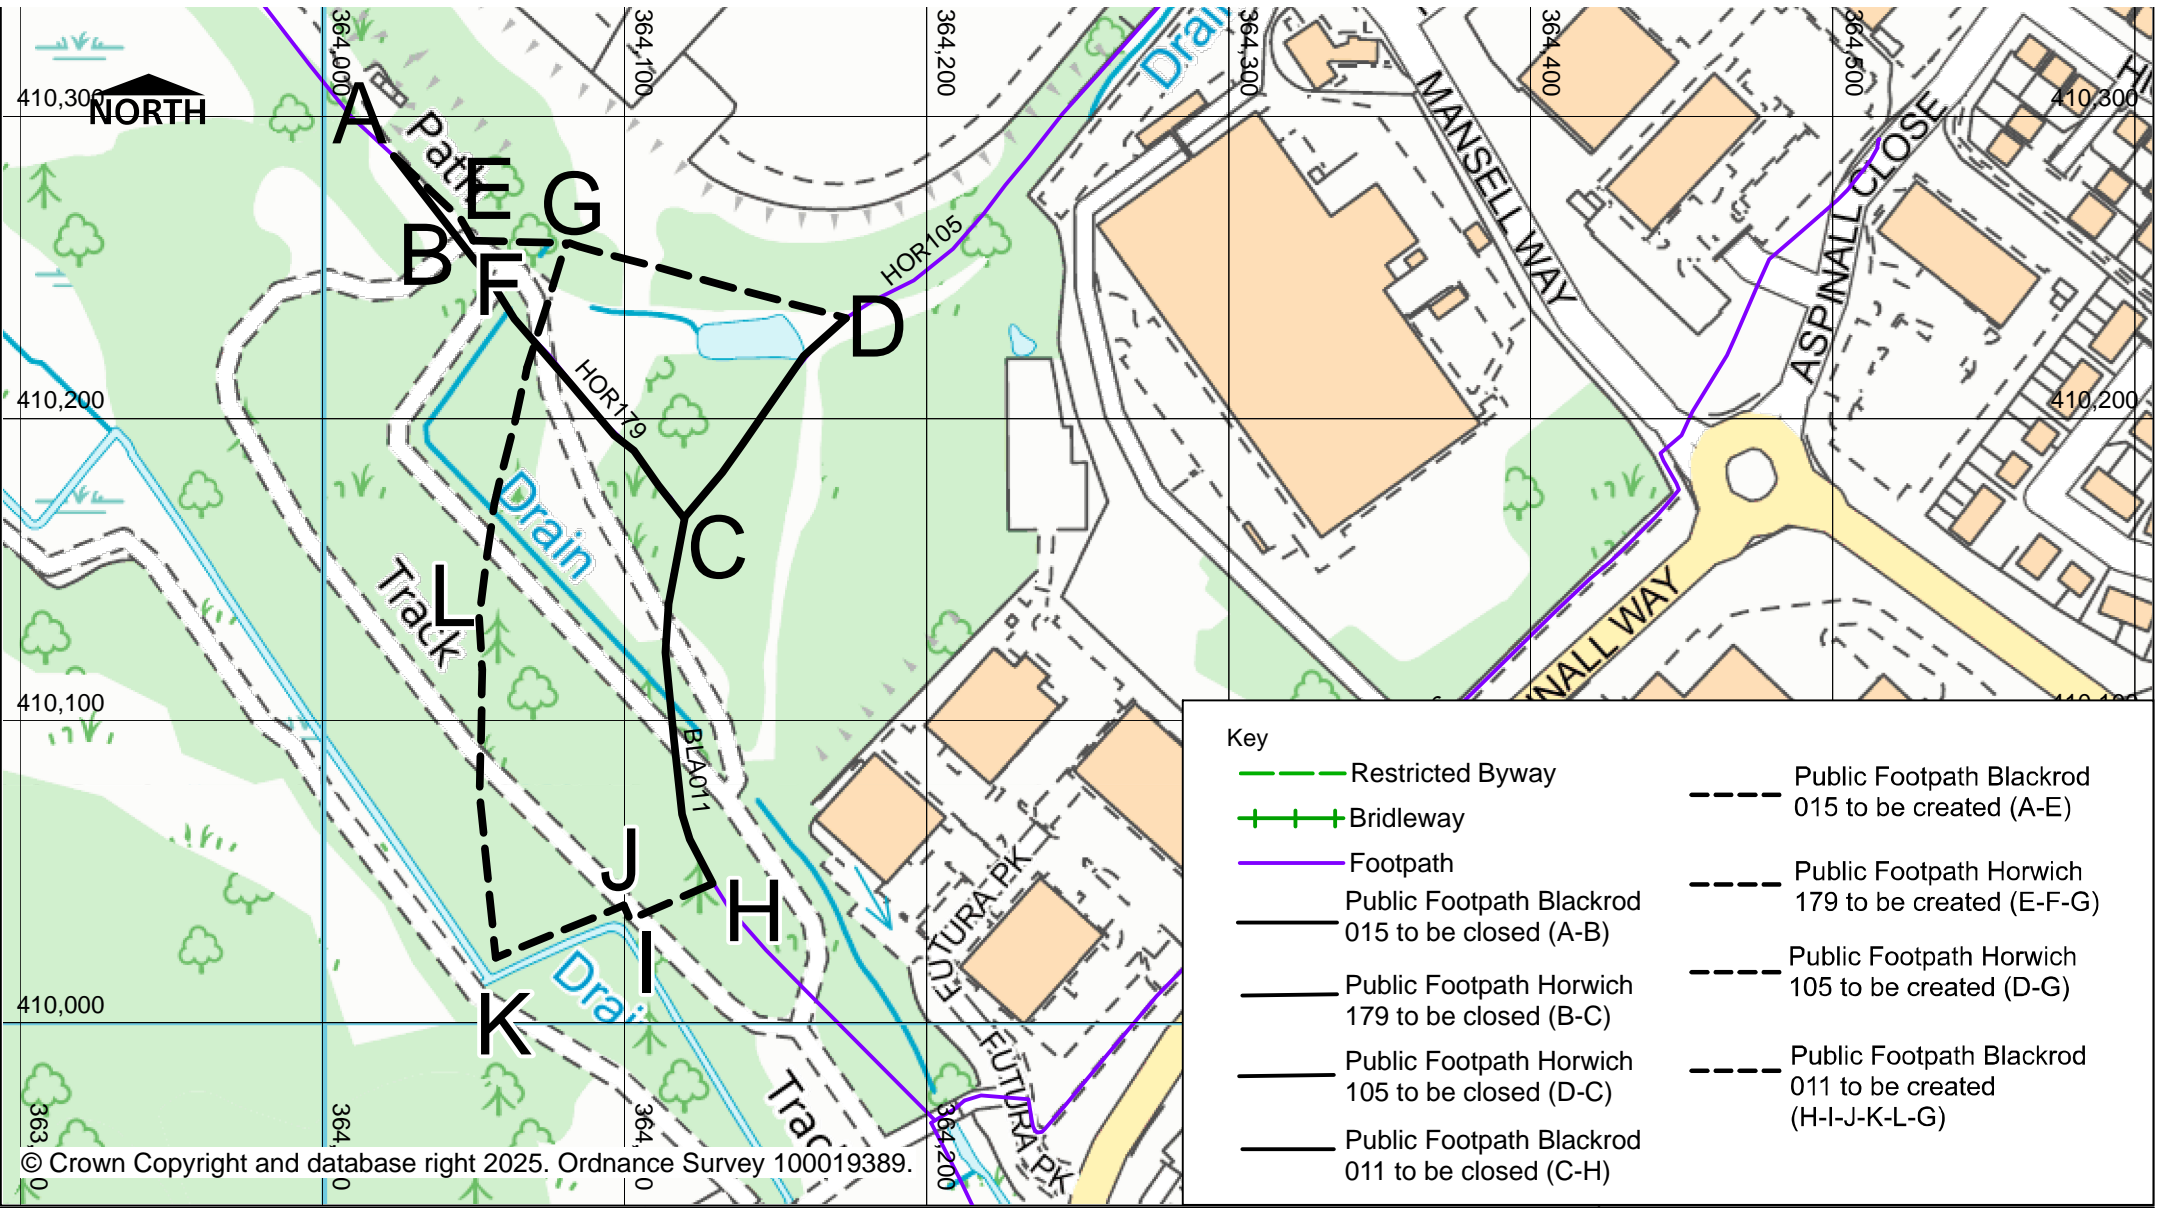 364,000
364,100
364,200
364,300
364,400
364,500
Drain
410,300
NORTH
410,300
A
Path
E
G
B
F
D
HOR105
MANSELL WAY
ASPINALL CLOSE
HOR179
410,200
410,200
Drain
C
L
Track
410,100
BLA011
J
H
I
K
Drai
410,000
FUTURA PK
FUTURA PK
Track
364,200
© Crown Copyright and database right 2025. Ordnance Survey 100019389.
Key
Restricted Byway
Bridleway
Footpath
Public Footpath Blackrod
015 to be closed (A-B)
Public Footpath Horwich
179 to be closed (B-C)
Public Footpath Horwich
105 to be closed (D-C)
Public Footpath Blackrod
011 to be closed (C-H)
Public Footpath Blackrod
015 to be created (A-E)
Public Footpath Horwich
179 to be created (E-F-G)
Public Footpath Horwich
105 to be created (D-G)
Public Footpath Blackrod
011 to be created
(H-I-J-K-L-G)